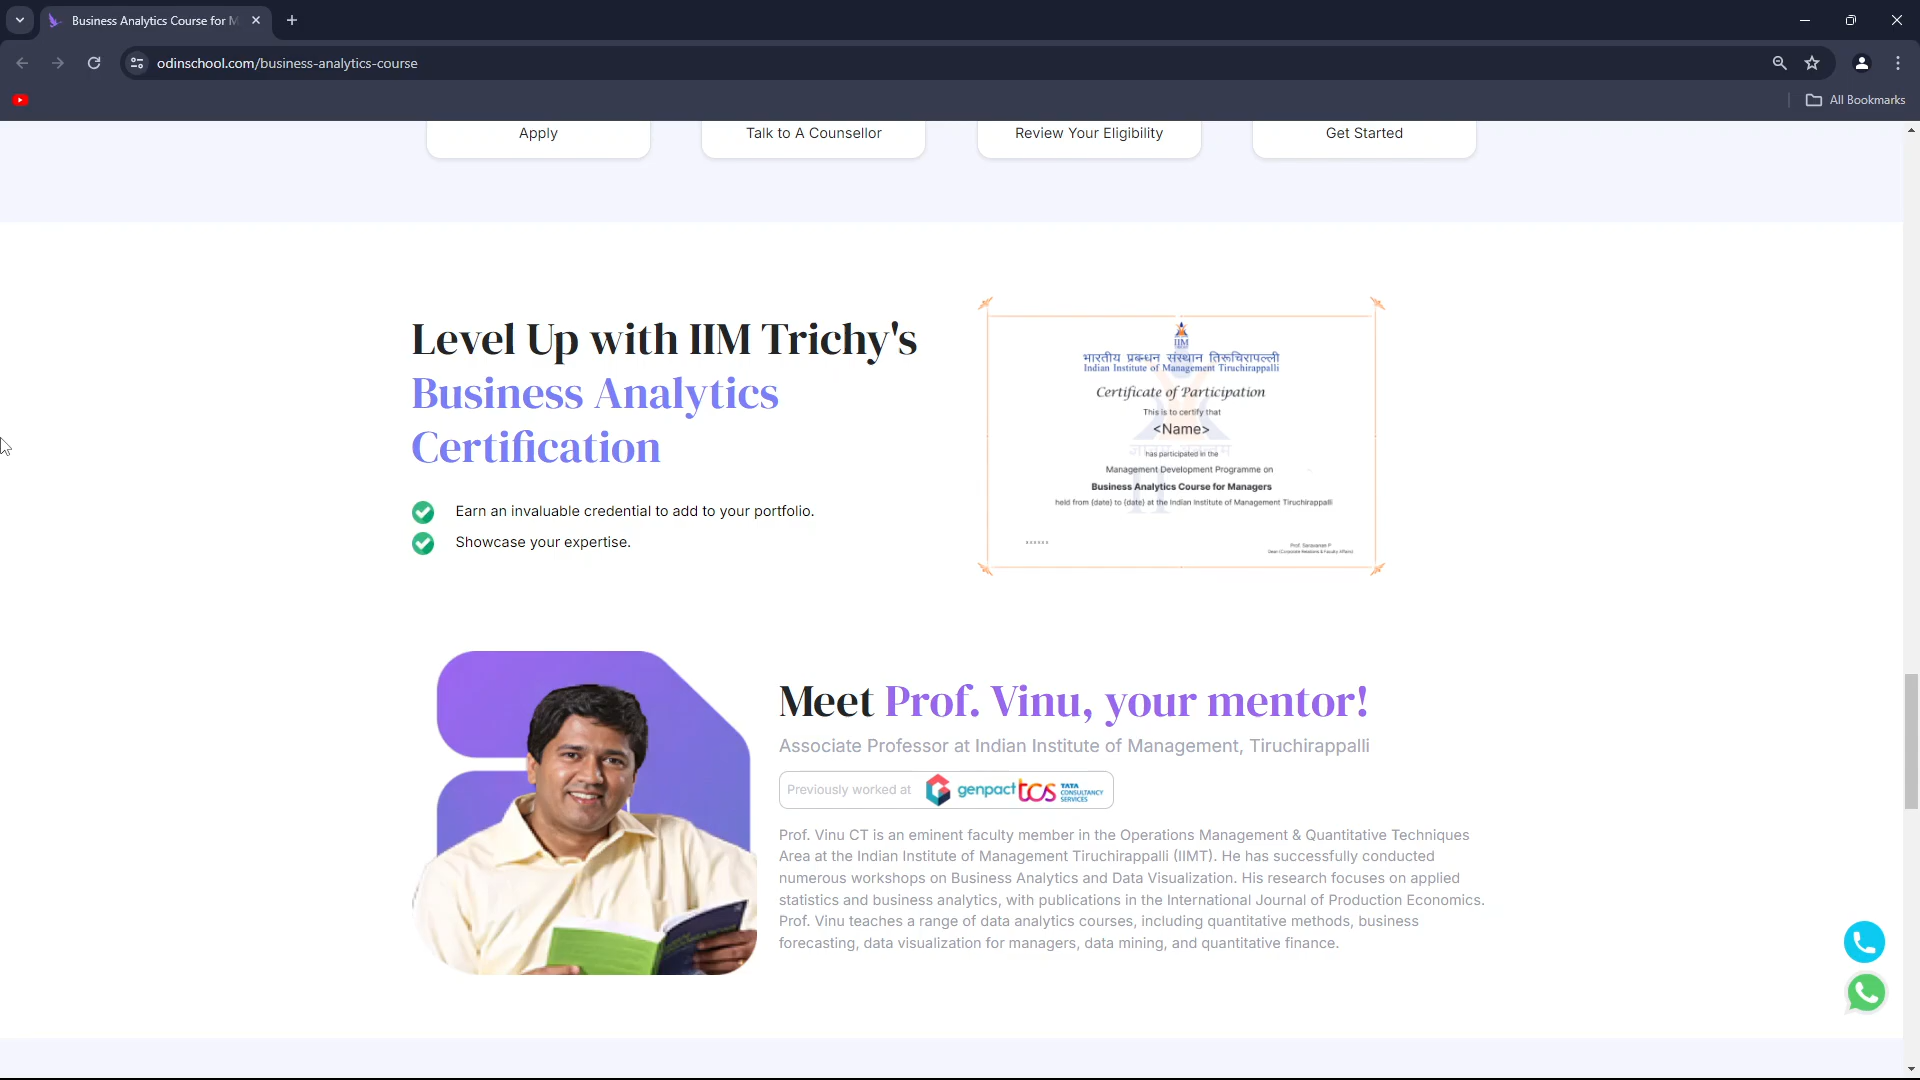 Business Analytics Course for M
odinschool.com/business-analytics-course
All Bookmarks
Apply
Talk to A Counsellor
Review Your Eligibility
Get Started
Level Up with IIM Trichy's
Business Analytics
Certification
Earn an invaluable credential to add to your portfolio.
Showcase your expertise.
IIM
भारतीय प्रबन्धन संस्थान तिरूचिरापल्ली
Indian Institute of Management Tiruchirappalli
Certificate of Participation
This is to certify that
<Name>
has participated in the
Management Development Programme on
Business Analytics Course for Managers
held from (date) to (date) at the Indian Institute of Management Tiruchirappalli
Prof. Saravanan P
Dean (Corporate Relations & Faculty Affairs)
Meet Prof. Vinu, your mentor!
Associate Professor at Indian Institute of Management, Tiruchirappalli
Previously worked at genpact tcs TATA CONSULTANCY SERVICES
Prof. Vinu CT is an eminent faculty member in the Operations Management & Quantitative Techniques
Area at the Indian Institute of Management Tiruchirappalli (IIMT). He has successfully conducted
numerous workshops on Business Analytics and Data Visualization. His research focuses on applied
statistics and business analytics, with publications in the International Journal of Production Economics.
Prof. Vinu teaches a range of data analytics courses, including quantitative methods, business
forecasting, data visualization for managers, data mining, and quantitative finance.